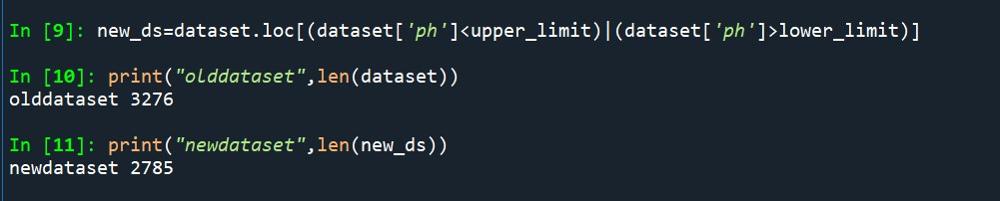 In [9]: new_ds=dataset.loc[(dataset['ph']<upper_limit)|(dataset['ph']>lower_limit)]
In [10]: print("olddataset",len(dataset))
olddataset 3276
In [11]: print("newdataset",len(new_ds))
newdataset 2785